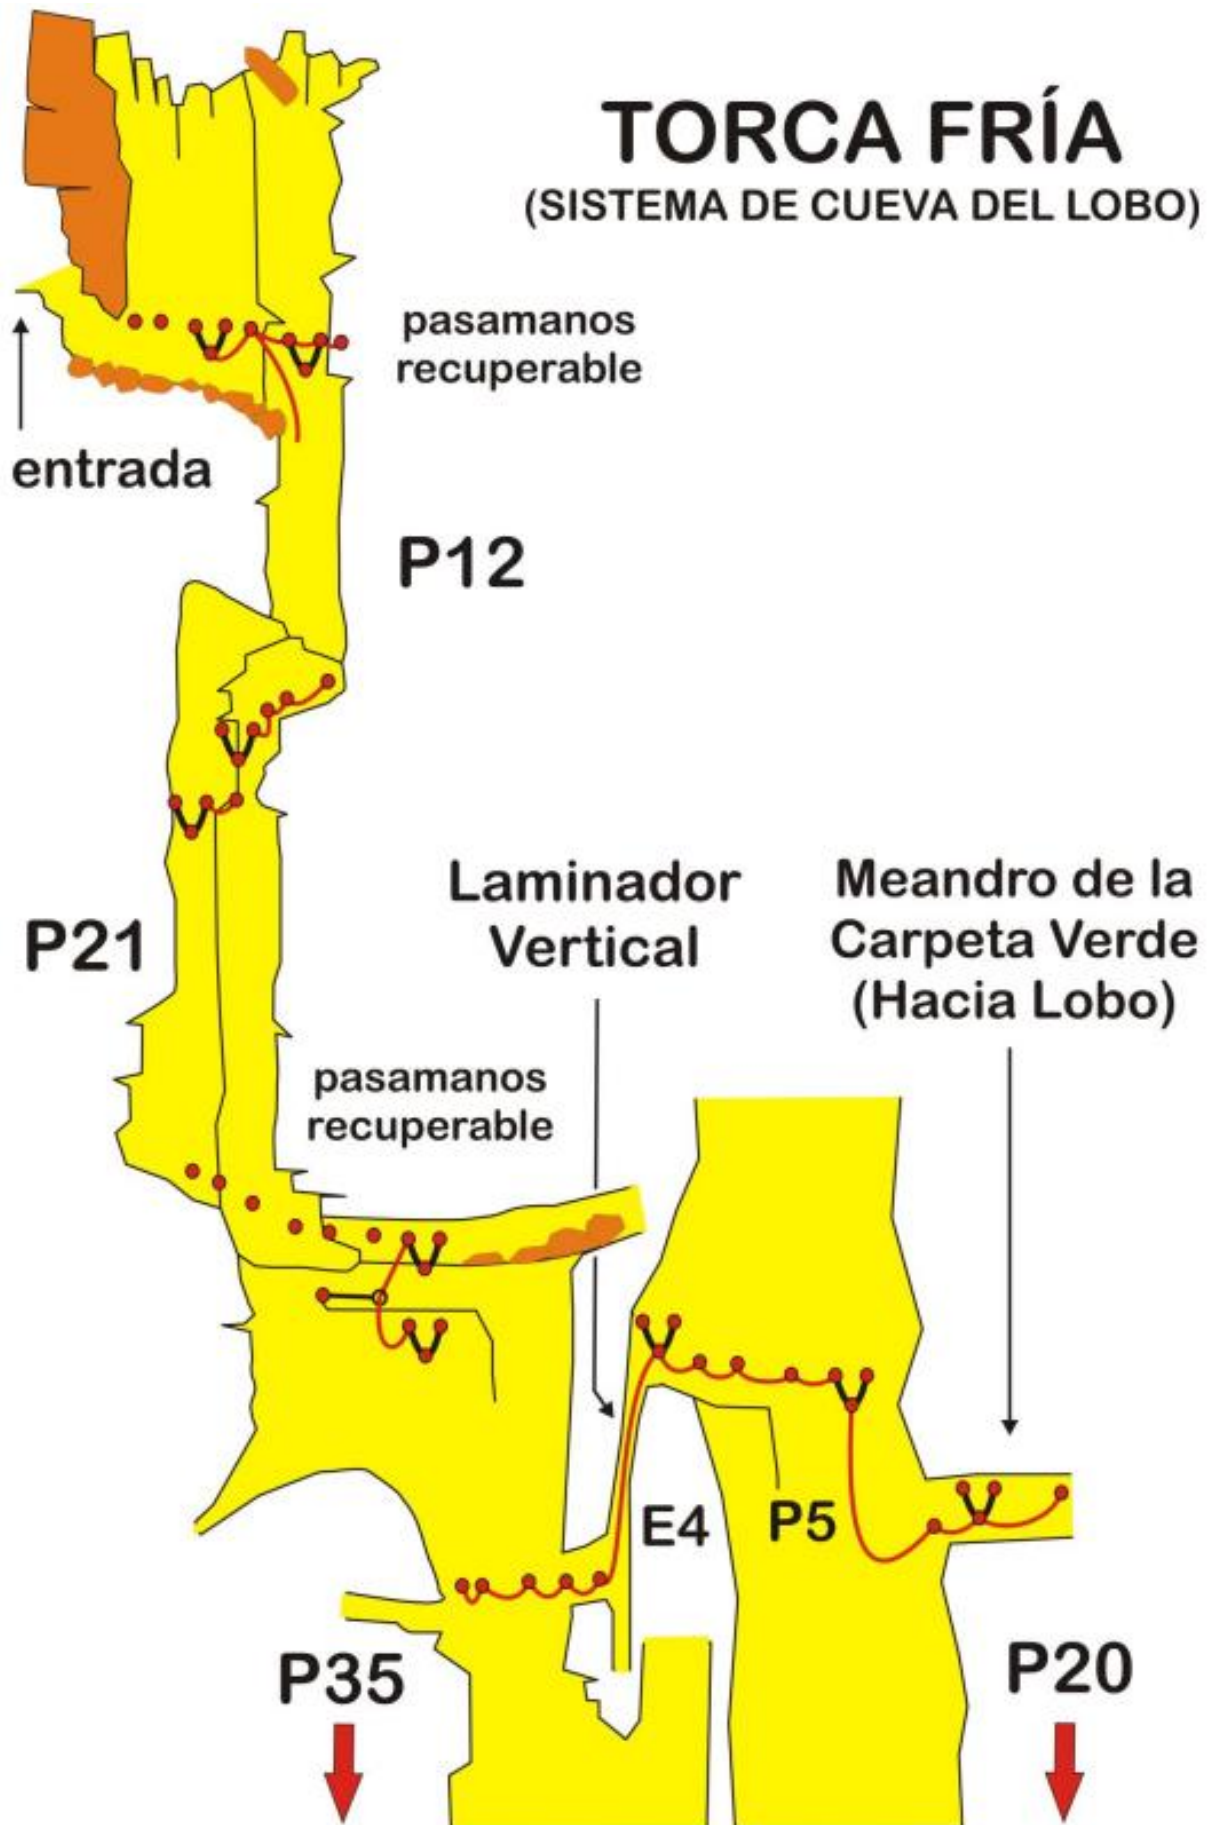 TORCA FRÍA
(SISTEMA DE CUEVA DEL LOBO)
pasamanos
recuperable
entrada
P12
Laminador
Vertical
Meandro de la
Carpeta Verde
(Hacia Lobo)
P21
pasamanos
recuperable
E4
P5
P35
P20